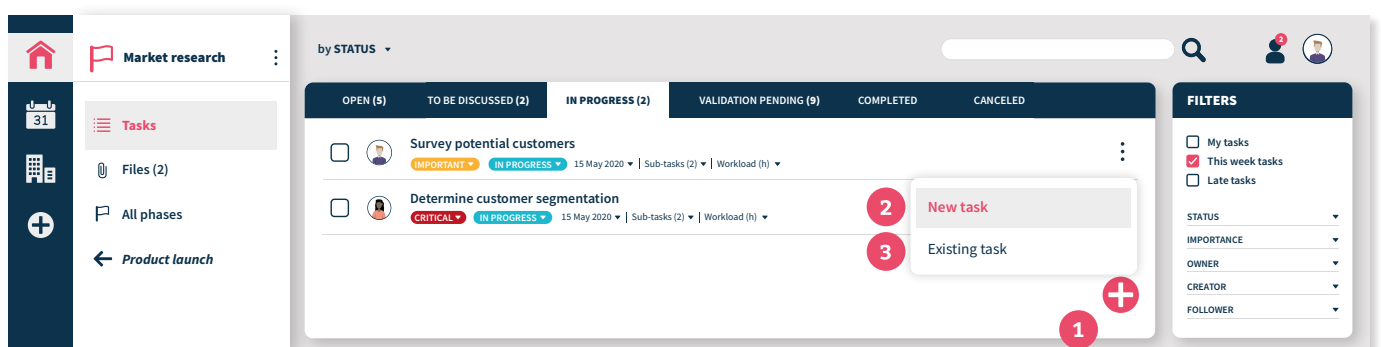 Market research
31
Tasks
Files (2)
All phases
Product launch
by STATUS
2
OPEN (5) TO BE DISCUSSED (2) IN PROGRESS (2) VALIDATION PENDING (9) COMPLETED CANCELED
Survey potential customers
IMPORTANT IN PROGRESS 15 May 2020 | Sub-tasks (2) | Workload (h)
Determine customer segmentation
CRITICAL IN PROGRESS 15 May 2020 | Sub-tasks (2) | Workload (h)
2 New task
3 Existing task
1
FILTERS
My tasks
This week tasks
Late tasks
STATUS
IMPORTANCE
OWNER
CREATOR
FOLLOWER